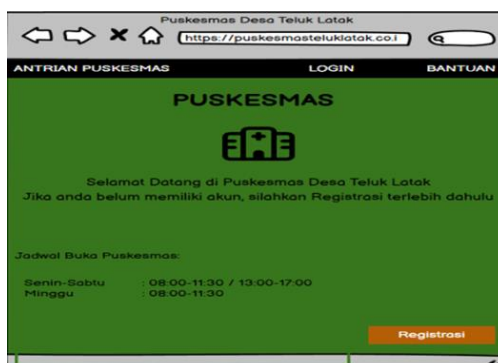 Puskesmas Desa Teluk Latak
https://puskesmasteluklatak.co.i
ANTRIAN PUSKESMAS LOGIN BANTUAN
PUSKESMAS
Selamat Datang di Puskesmas Desa Teluk Latak
Jika anda belum memiliki akun, silahkan Registrasi terlebih dahulu
Jadwal Buka Puskesmas:
Senin-Sabtu : 08:00-11:30 / 13:00-17:00
Minggu : 08:00-11:30
Registrasi